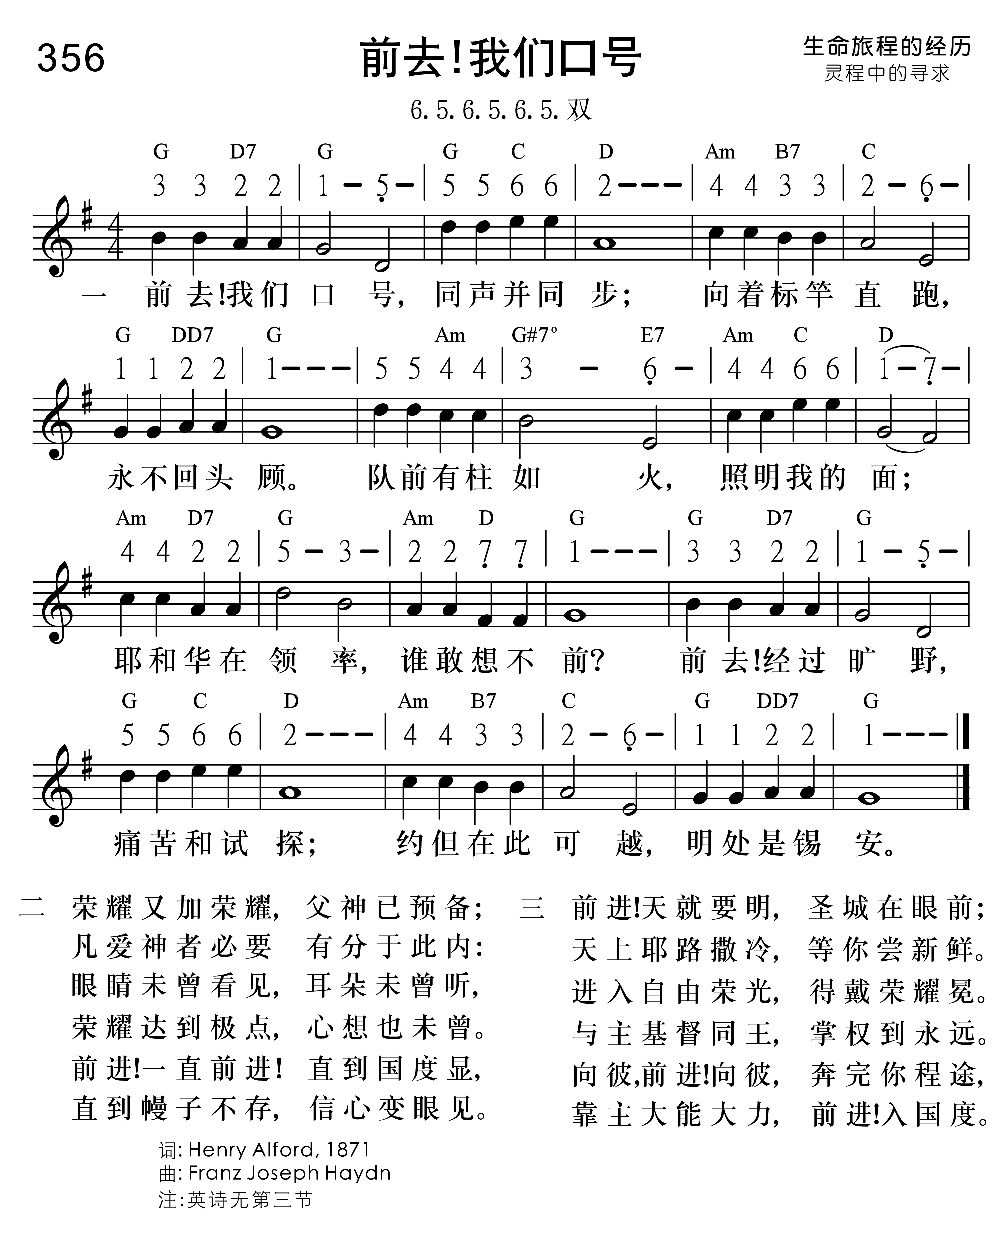 356
前去!我们口号
生命旅程的经历
灵程中的寻求
6.5.6.5.6.5.双
G D7 G G C D Am B7 C
3 3 2 2 | 1 - 5 - | 5 5 6 6 | 2 - - - | 4 4 3 3 | 2 - 6 - |
4
4
一 前去!我们口号, 同声并同步; 向着标竿直跑,
G DD7 G Am G#7° E7 Am C D
1 1 2 2 | 1 - - - | 5 5 4 4 | 3 - 6 - | 4 4 6 6 | 1 - 7 - |
永不回头顾。 队前有柱如火, 照明我的面;
Am D7 G Am D G G D7 G
4 4 2 2 | 5 - 3 - | 2 2 7 7 | 1 - - - | 3 3 2 2 | 1 - 5 - |
耶和华在领率, 谁敢想不前? 前去!经过旷野,
G C D Am B7 C G DD7 G
5 5 6 6 | 2 - - - | 4 4 3 3 | 2 - 6 - | 1 1 2 2 | 1 - - - ||
痛苦和试探; 约但在此可越, 明处是锡安。
二 荣耀又加荣耀, 父神已预备;
凡爱神者必要 有分于此内:
眼睛未曾看见, 耳朵未曾听,
荣耀达到极点, 心想也未曾。
前进!一直前进! 直到国度显,
直到幔子不存, 信心变眼见。
三 前进!天就要明, 圣城在眼前;
天上耶路撒冷, 等你尝新鲜。
进入自由荣光, 得戴荣耀冕。
与主基督同王, 掌权到永远。
向彼,前进!向彼, 奔完你程途,
靠主大能大力, 前进!入国度。
词: Henry Alford, 1871
曲: Franz Joseph Haydn
注:英诗无第三节